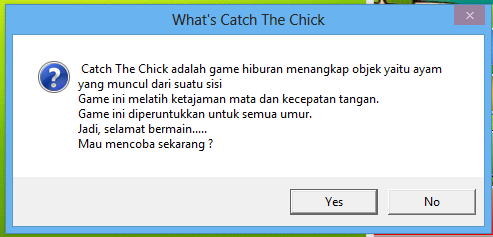 What's Catch The Chick
Catch The Chick adalah game hiburan menangkap objek yaitu ayam
yang muncul dari suatu sisi
Game ini melatih ketajaman mata dan kecepatan tangan.
Game ini diperuntukkan untuk semua umur.
Jadi, selamat bermain.....
Mau mencoba sekarang ?
Yes
No